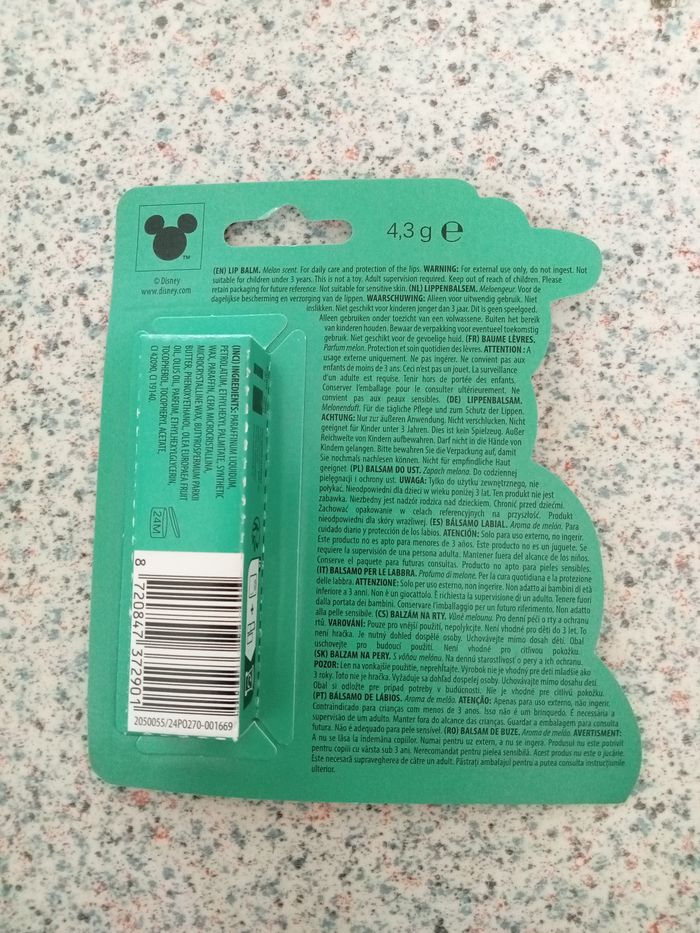 4,3 g ℮
TM
© Disney
www.disney.com
(EN) LIP BALM. Melon scent. For daily care and protection of the lips. WARNING: For external use only, do not ingest. Not
suitable for children under 3 years. This is not a toy. Adult supervision required. Keep out of reach of children. Please
retain packaging for future reference. Not suitable for sensitive skin. (NL) LIPPENBALSEM. Meloengeur. Voor de
dagelijkse bescherming en verzorging van de lippen. WAARSCHUWING: Alleen voor uitwendig gebruik. Niet
inslikken. Niet geschikt voor kinderen jonger dan 3 jaar. Dit is geen speelgoed.
Alleen gebruiken onder toezicht van een volwassene. Buiten het bereik
van kinderen houden. Bewaar de verpakking voor eventueel toekomstig
gebruik. Niet geschikt voor de gevoelige huid. (FR) BAUME LÈVRES.
Parfum melon. Protection et soin quotidien des lèvres. ATTENTION : A
usage externe uniquement. Ne pas ingérer. Ne convient pas aux
enfants de moins de 3 ans. Ceci n'est pas un jouet. La surveillance
d'un adulte est requise. Tenir hors de portée des enfants.
Conserver l'emballage pour le consulter ultérieurement. Ne
convient pas aux peaux sensibles. (DE) LIPPENBALSAM.
Melonenduft. Für die tägliche Pflege und zum Schutz der Lippen.
ACHTUNG: Nur zur äußeren Anwendung. Nicht verschlucken. Nicht
geeignet für Kinder unter 3 Jahren. Dies ist kein Spielzeug. Außer
Reichweite von Kindern aufbewahren. Darf nicht in die Hände von
Kindern gelangen. Bitte bewahren Sie die Verpackung auf, damit
Sie nochmals nachlesen können. Nicht für empfindliche Haut
geeignet. (PL) BALSAM DO UST. Zapach melona. Do codziennej
pielęgnacji i ochrony ust. UWAGA: Tylko do użytku zewnętrznego, nie
połykać. Nieodpowiedni dla dzieci w wieku poniżej 3 lat. Ten produkt nie jest
zabawką. Niezbędny jest nadzór rodzica nad dzieckiem. Chronić przed dziećmi.
Zachować opakowanie w celach referencyjnych na przyszłość. Produkt
nieodpowiedni dla skóry wrażliwej. (ES) BÁLSAMO LABIAL. Aroma de melón. Para
cuidado diario y protección de los labios. ATENCIÓN: Solo para uso externo, no ingerir.
Este producto no es apto para menores de 3 años. Este producto no es un juguete. Se
requiere la supervisión de una persona adulta. Mantener fuera del alcance de los niños.
Conserve el paquete para futuras consultas. Producto no apto para pieles sensibles.
(IT) BALSAMO PER LE LABBRA. Profumo di melone. Per la cura quotidiana e la protezione
delle labbra. ATTENZIONE: Solo per uso esterno, non ingerire. Non adatto ai bambini di età
inferiore a 3 anni. Non è un giocattolo. È richiesta la supervisione di un adulto. Tenere fuori
dalla portata dei bambini. Conservare l'imballaggio per un futuro riferimento. Non adatto
alla pelle sensibile. (CS) BALZÁM NA RTY. Vůně melounu. Pro denní péči o rty a ochranu
rtů. VAROVÁNÍ: Pouze pro vnější použití, nepolykejte. Není vhodné pro děti do 3 let. To
není hračka. Je nutný dohled dospělé osoby. Uchovávejte mimo dosah dětí. Obal
uschovejte pro budoucí použití. Není vhodné pro citlivou pokožku.
(SK) BALZAM NA PERY. S vôňou melónu. Na dennú starostlivosť o pery a ich ochranu.
POZOR: Len na vonkajšie použitie, neprehĺtajte. Výrobok nie je vhodný pre deti mladšie ako
3 roky. Toto nie je hračka. Vyžaduje sa dohľad dospelej osoby. Uchovávajte mimo dosahu detí.
Obal si odložte pre prípad potreby v budúcnosti. Nie je vhodné pre citlivú pokožku.
(PT) BÁLSAMO DE LÁBIOS. Aroma de melão. ATENÇÃO: Apenas para uso externo, não ingerir.
Contraindicado para crianças com menos de 3 anos. Isso não é um brinquedo. É necessária a
supervisão de um adulto. Manter fora do alcance das crianças. Guardar a embalagem para consulta
futura. Não é adequado para pele sensível. (RO) BALSAM DE BUZE. Aroma de melão. AVERTISMENT:
A nu se lăsa la îndemâna copiilor. Numai pentru uz extern, a nu se ingera. Produsul nu este potrivit
pentru copiii cu vârsta sub 3 ani. Nerecomandat pentru pielea sensibilă. Acest produs nu este o jucărie.
Este necesară supravegherea de către un adult. Păstrați ambalajul pentru a putea consulta instrucțiunile
ulterior.
(INCI) INGREDIENTS: PARAFFINUM LIQUIDUM,
PETROLATUM, ETHYLHEXYL PALMITATE, SYNTHETIC
WAX, PARAFFIN, CERA MICROCRISTALLINA,
MICROCRYSTALLINE WAX, BUTYROSPERMUM PARKII
BUTTER, PHENOXYETHANOL, OLEA EUROPAEA FRUIT
OIL, OLUS OIL, PARFUM, ETHYLHEXYLGLYCERIN,
TOCOPHEROL, TOCOPHERYL ACETATE,
CI 42090, CI 19140.
24M
8 720847 372901
2050055/24PO270-001669